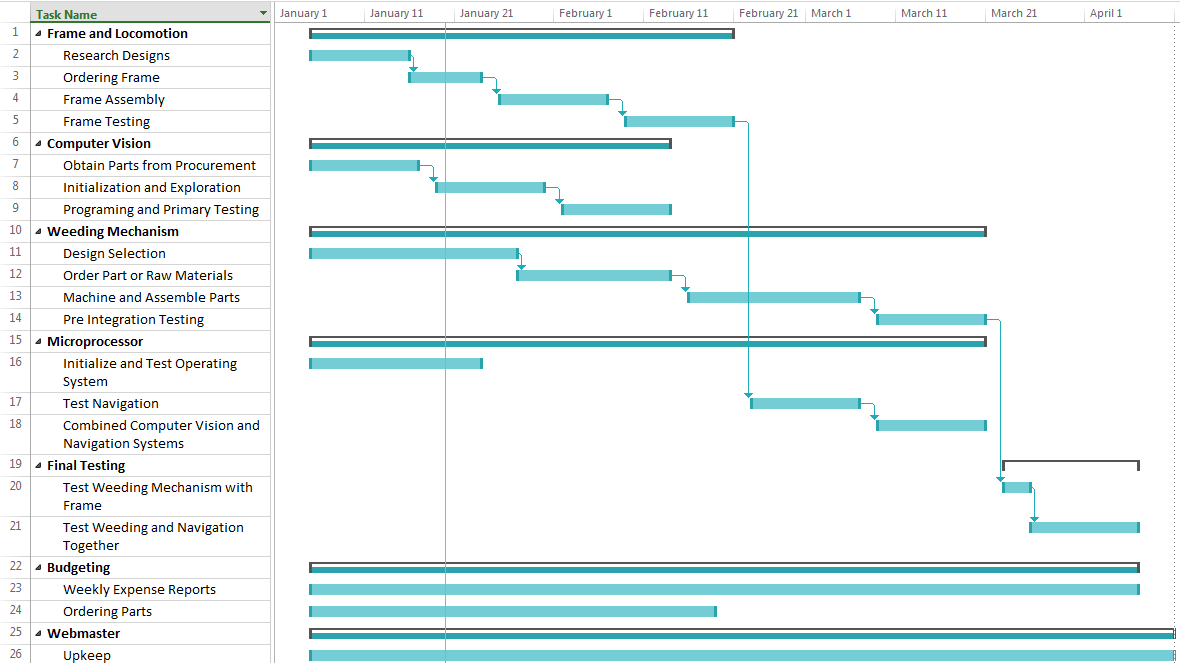 Task Name January 1 January 11 January 21 February 1 February 11 February 21 March 1 March 11 March 21 April 1
1 Frame and Locomotion
2 Research Designs
3 Ordering Frame
4 Frame Assembly
5 Frame Testing
6 Computer Vision
7 Obtain Parts from Procurement
8 Initialization and Exploration
9 Programing and Primary Testing
10 Weeding Mechanism
11 Design Selection
12 Order Part or Raw Materials
13 Machine and Assemble Parts
14 Pre Integration Testing
15 Microprocessor
16 Initialize and Test Operating
System
17 Test Navigation
18 Combined Computer Vision and
Navigation Systems
19 Final Testing
20 Test Weeding Mechanism with
Frame
21 Test Weeding and Navigation
Together
22 Budgeting
23 Weekly Expense Reports
24 Ordering Parts
25 Webmaster
26 Upkeep